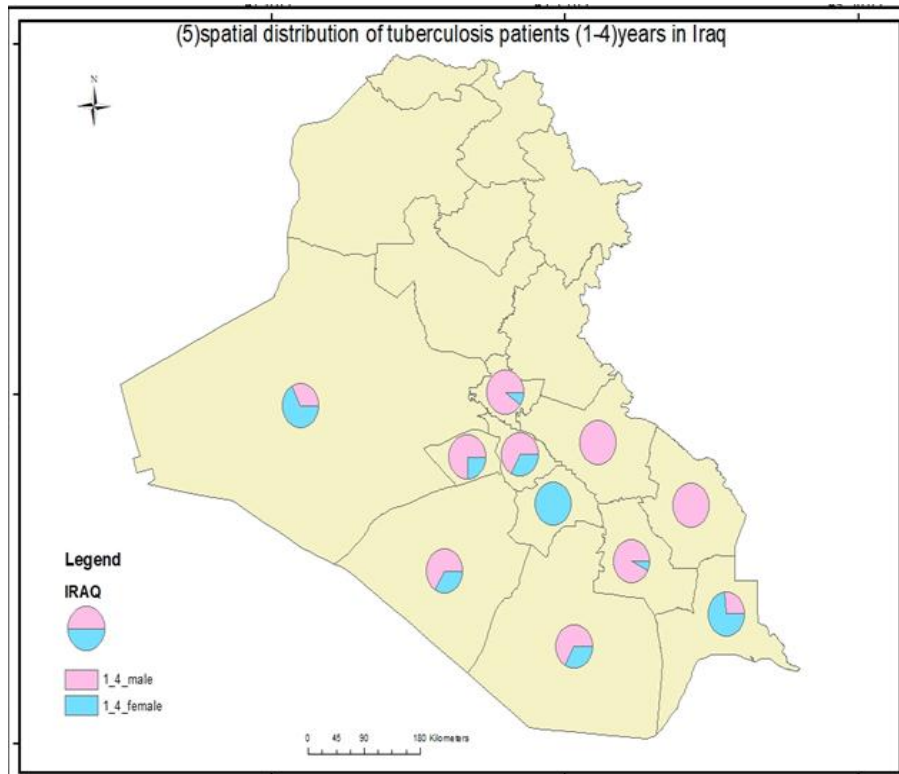 (5)spatial distribution of tuberculosis patients (1-4)years in Iraq
N
Legend
IRAQ
1_4_male
1_4_female
0 45 90 180 Kilometers